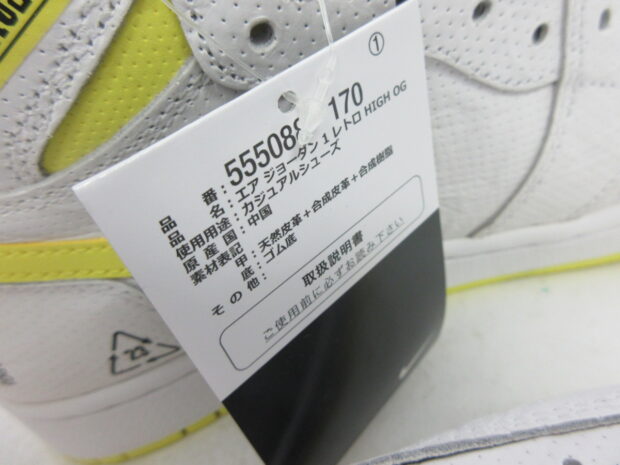 ①
品番：555088 170
品名：エア ジョーダン 1 レトロ HIGH OG
使用用途：カジュアルシューズ
原産国：中国
素材表記
甲：天然皮革＋合成皮革＋合成樹脂
底：ゴム底
その他：
取扱説明書
ご使用前に必ずお読み下さい
23